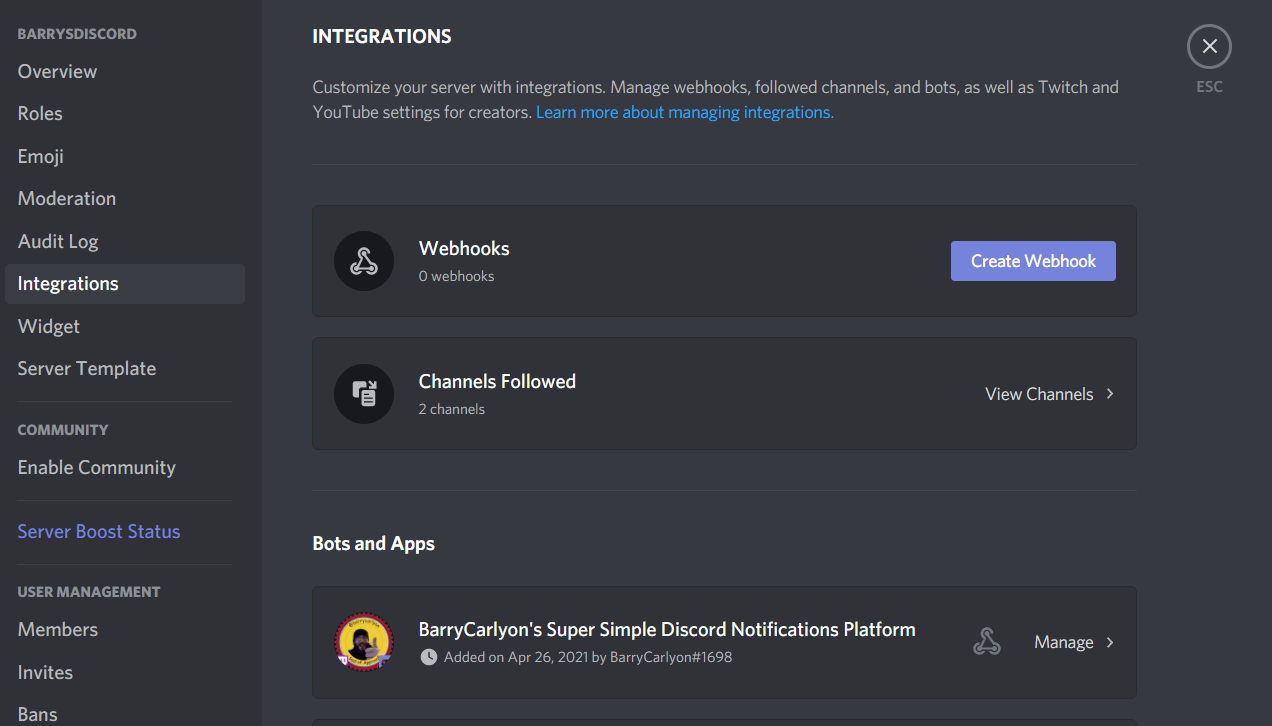 BARRYSDISCORD
Overview
Roles
Emoji
Moderation
Audit Log
Integrations
Widget
Server Template
COMMUNITY
Enable Community
Server Boost Status
USER MANAGEMENT
Members
Invites
Bans
INTEGRATIONS
Customize your server with integrations. Manage webhooks, followed channels, and bots, as well as Twitch and
YouTube settings for creators. Learn more about managing integrations.
ESC
Webhooks
0 webhooks
Create Webhook
Channels Followed
2 channels
View Channels
Bots and Apps
BarryCarlyon's Super Simple Discord Notifications Platform
Added on Apr 26, 2021 by BarryCarlyon#1698
Manage